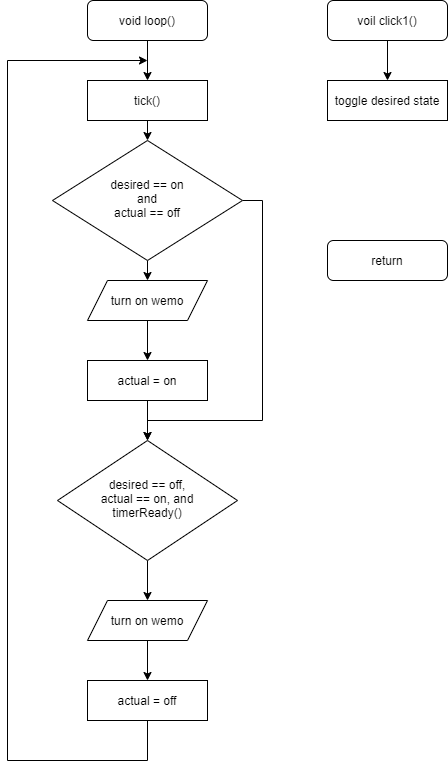 void loop()
voil click1()
tick()
toggle desired state
desired == on
and
actual == off
return
turn on wemo
actual = on
desired == off,
actual == on, and
timerReady()
turn on wemo
actual = off